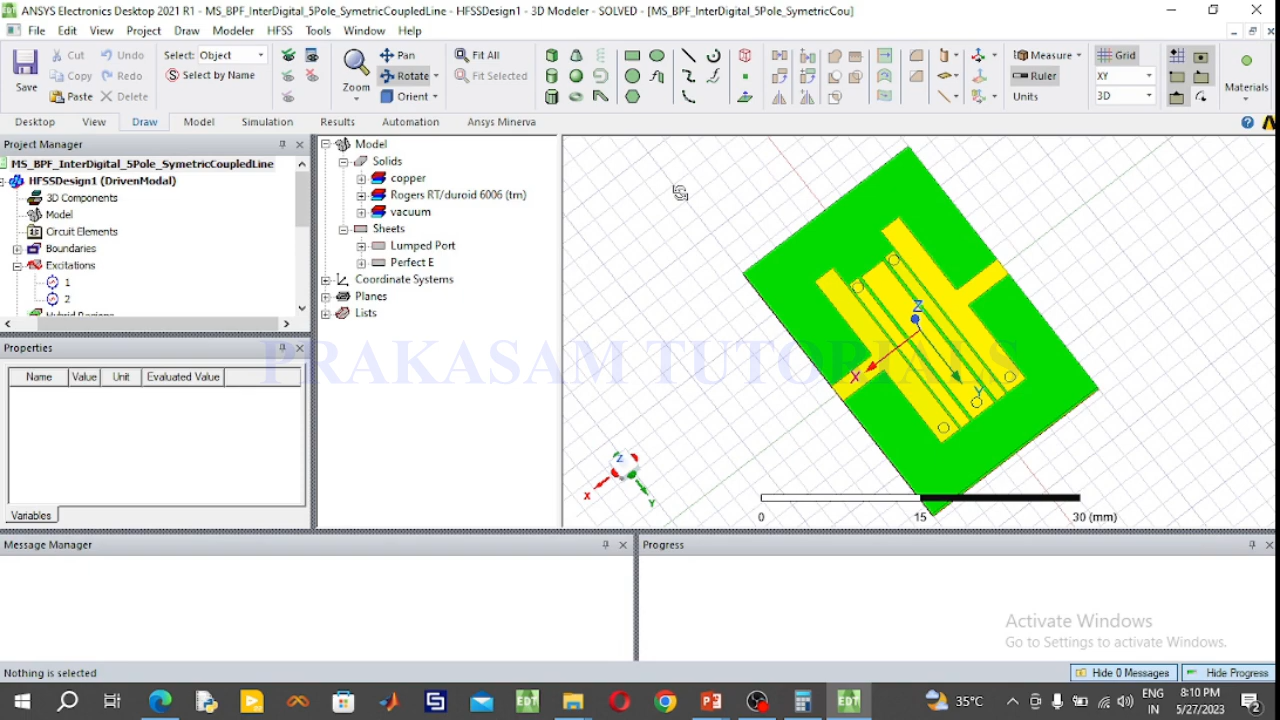 ANSYS Electronics Desktop 2021 R1 - MS_BPF_InterDigital_5Pole_SymetricCoupledLine - HFSSDesign1 - 3D Modeler - SOLVED - [MS_BPF_InterDigital_5Pole_SymetricCou]
File Edit View Project Draw Modeler HFSS Tools Window Help
Save
Cut Undo
Copy Redo
Paste Delete
Select: Object
Select by Name
Zoom
Pan
Rotate
Orient
Fit All
Fit Selected
Measure
Ruler
Units
Grid
XY
3D
Materials
Desktop View Draw Model Simulation Results Automation Ansys Minerva
Project Manager
MS_BPF_InterDigital_5Pole_SymetricCoupledLine
HFSSDesign1 (DrivenModal)
3D Components
Model
Circuit Elements
Boundaries
Excitations
1
2
Hybrid Regions
Properties
Name Value Unit Evaluated Value
Variables
Model
Solids
copper
Rogers RT/duroid 6006 (tm)
vacuum
Sheets
Lumped Port
Perfect E
Coordinate Systems
Planes
Lists
PRAKASAM TUTORIALS
Z
X
Y
Z
X
Y
0 15 30 (mm)
Message Manager
Progress
Activate Windows
Go to Settings to activate Windows.
Nothing is selected
Hide 0 Messages Hide Progress
35°C
ENG
IN
8:10 PM
5/27/2023
2